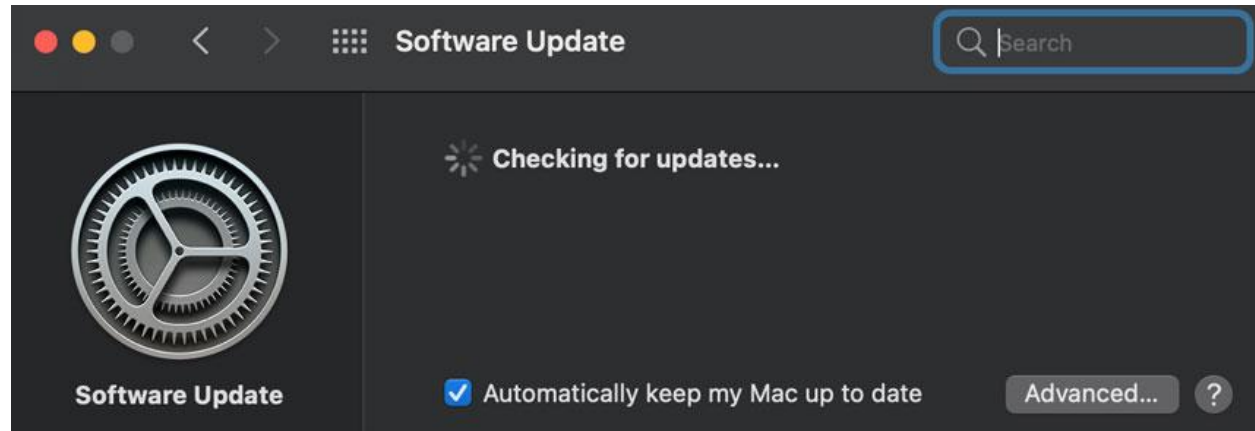 Software Update
Search
Checking for updates...
Software Update
Automatically keep my Mac up to date
Advanced...
?